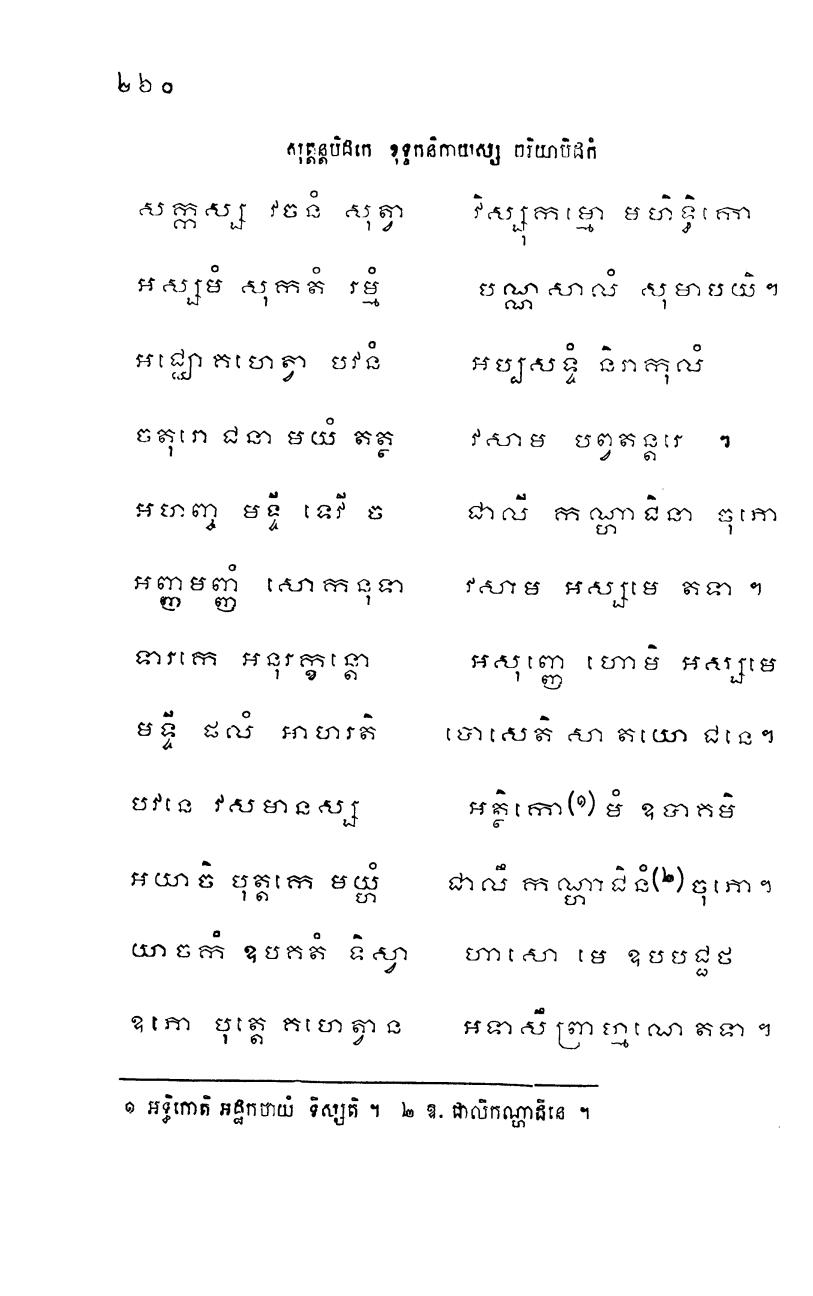 ២៦០
សុត្តន្តបិដកេ ខុទ្ទកនិកាយស្ស ចរិយាបិដកំ
សក្កស្ស វចនំ សុត្វា វិស្សុកម្មោ មហិទ្ធិកោ
អស្សមំ សុកតំ រម្មំ បណ្ណសាលំ សុមាបយិ។
អជ្ឈោគហេត្វា បវនំ អប្បសទ្ទំ និរាកុលំ
ចតុរោ ជនា មយំ តត្ថ វសាម បព្វតន្តរេ ។
អហញ្ច មទ្ទី ទេវី ច ជាលី កណ្ហាជិនា ចុភោ
អញ្ញមញ្ញំ សោកនុទា វសាម អស្សមេ តទា ។
ទារកេ អនុរក្ខន្តោ អសុញ្ញោ ហោមិ អស្សមេ
មទ្ទី ផលំ អាហរតិ បោសេតិ សា តយោ ជនេ។
បវនេ វសមានស្ស អត្ថិកោ(១) មំ ឧបាគមិ
អយាចិ បុត្តកេ មយ្ហំ ជាលឹ កណ្ហាជិនំ(២) ចុភោ។
យាចកំ ឧបគតំ ទិស្វា ហាសោ មេ ឧបបជ្ជថ
ឧភោ បុត្តេ គហេត្វាន អទាសឹ ព្រាហ្មណេ តទា ។
១ អទ្ធិកោតិ អដ្ឋកថាយំ ទិស្សតិ ។ ២ ឱ. ជាលិកណ្ហាជិនេ ។